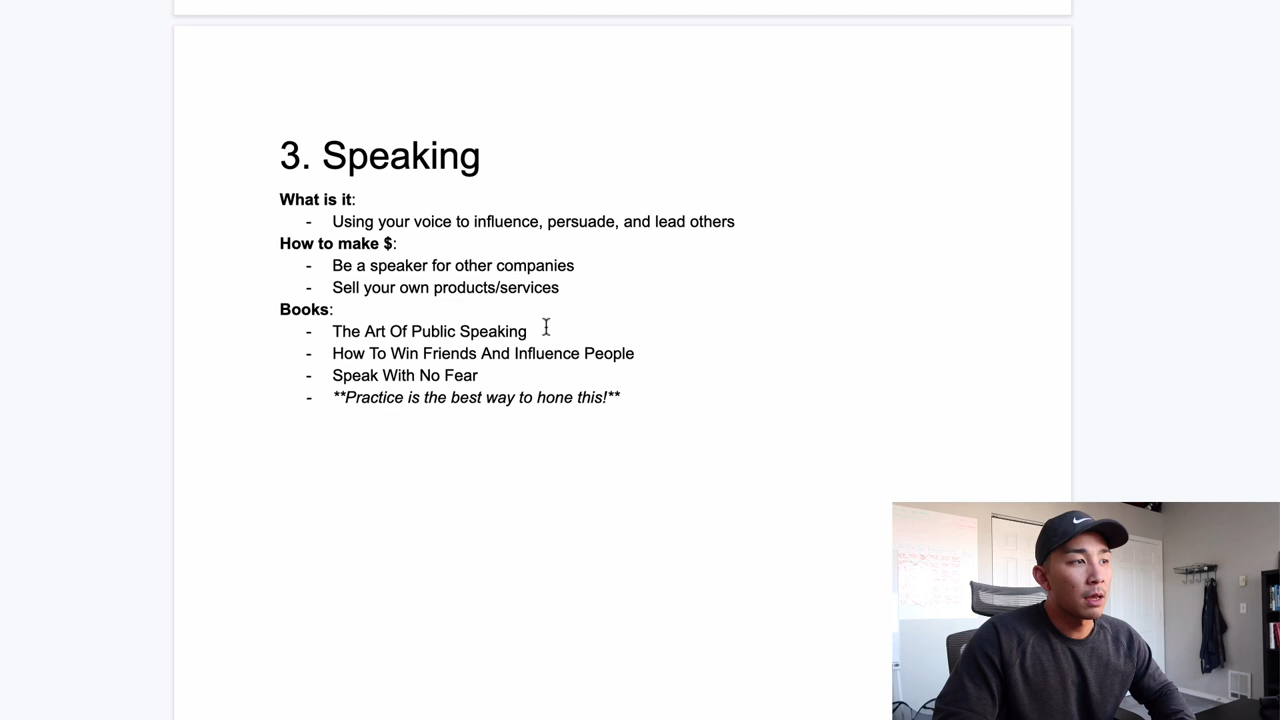 3. Speaking
What is it:
- Using your voice to influence, persuade, and lead others
How to make $:
- Be a speaker for other companies
- Sell your own products/services
Books:
- The Art Of Public Speaking
- How To Win Friends And Influence People
- Speak With No Fear
- **Practice is the best way to hone this!**